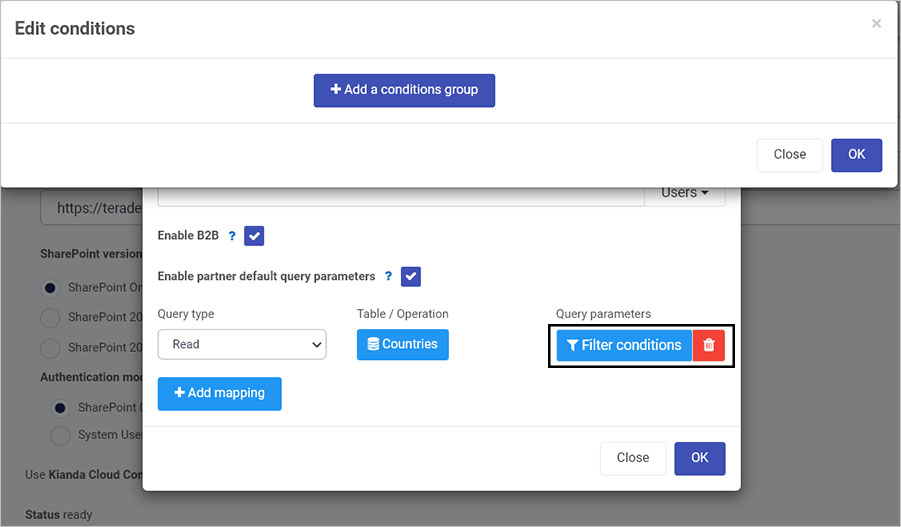 Edit conditions ×
+ Add a conditions group
Close OK
Users
https://terade
Enable B2B ?
SharePoint version
Enable partner default query parameters ?
SharePoint On
Query type Table / Operation Query parameters
SharePoint 20
Read Countries Filter conditions
SharePoint 20
Authentication mod
+ Add mapping
SharePoint
System User
Close OK
Use Kianda Cloud Con
Status ready